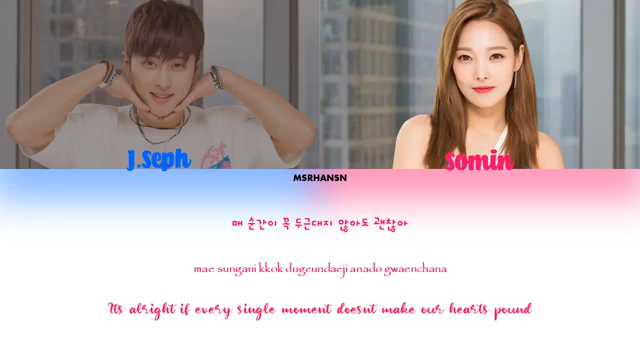 J.Seph
Somin
MSRHANSN
매 순간이 꼭 두근대지 않아도 괜찮아
mae sungani kkok dugeundaeji anado gwaenchana
Its alright if every single moment doesnt make our hearts pound